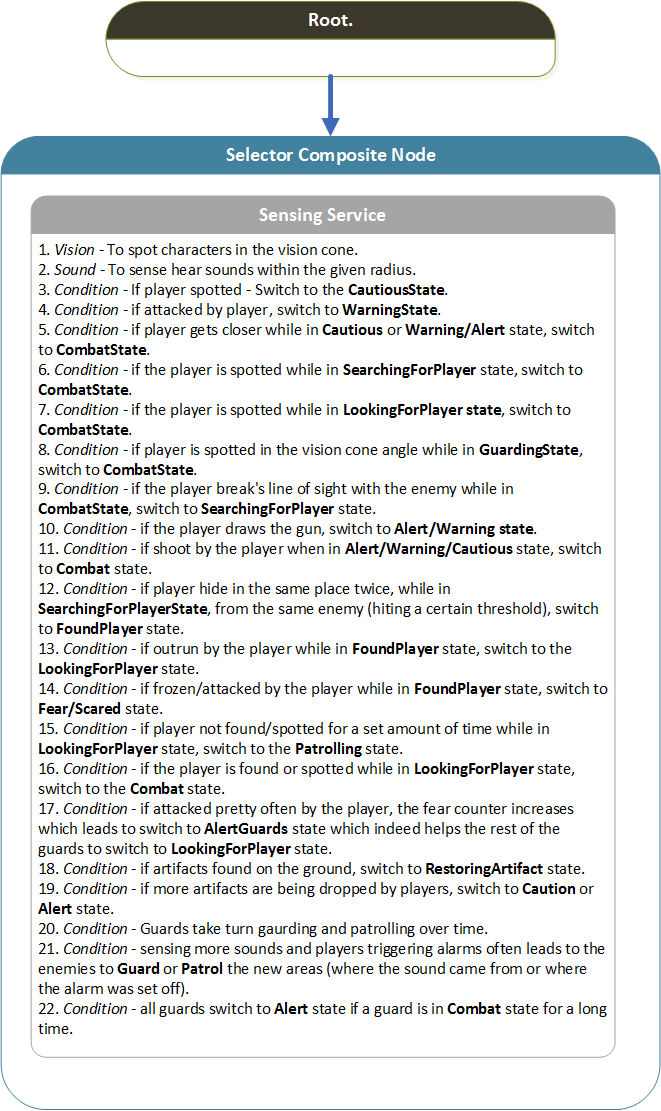 Root.
Selector Composite Node
Sensing Service
1. Vision - To spot characters in the vision cone.
2. Sound - To sense hear sounds within the given radius.
3. Condition - If player spotted - Switch to the CautiousState.
4. Condition - if attacked by player, switch to WarningState.
5. Condition - if player gets closer while in Cautious or Warning/Alert state, switch
to CombatState.
6. Condition - if the player is spotted while in SearchingForPlayer state, switch to
CombatState.
7. Condition - if the player is spotted while in LookingForPlayer state, switch to
CombatState.
8. Condition - if player is spotted in the vision cone angle while in GuardingState,
switch to CombatState.
9. Condition - if the player break's line of sight with the enemy while in
CombatState, switch to SearchingForPlayer state.
10. Condition - if the player draws the gun, switch to Alert/Warning state.
11. Condition - if shoot by the player when in Alert/Warning/Cautious state, switch
to Combat state.
12. Condition - if player hide in the same place twice, while in
SearchingForPlayerState, from the same enemy (hiting a certain threshold), switch
to FoundPlayer state.
13. Condition - if outrun by the player while in FoundPlayer state, switch to the
LookingForPlayer state.
14. Condition - if frozen/attacked by the player while in FoundPlayer state, switch to
Fear/Scared state.
15. Condition - if player not found/spotted for a set amount of time while in
LookingForPlayer state, switch to the Patrolling state.
16. Condition - if the player is found or spotted while in LookingForPlayer state,
switch to the Combat state.
17. Condition - if attacked pretty often by the player, the fear counter increases
which leads to switch to AlertGuards state which indeed helps the rest of the
guards to switch to LookingForPlayer state.
18. Condition - if artifacts found on the ground, switch to RestoringArtifact state.
19. Condition - if more artifacts are being dropped by players, switch to Caution or
Alert state.
20. Condition - Guards take turn gaurding and patrolling over time.
21. Condition - sensing more sounds and players triggering alarms often leads to the
enemies to Guard or Patrol the new areas (where the sound came from or where
the alarm was set off).
22. Condition - all guards switch to Alert state if a guard is in Combat state for a long
time.